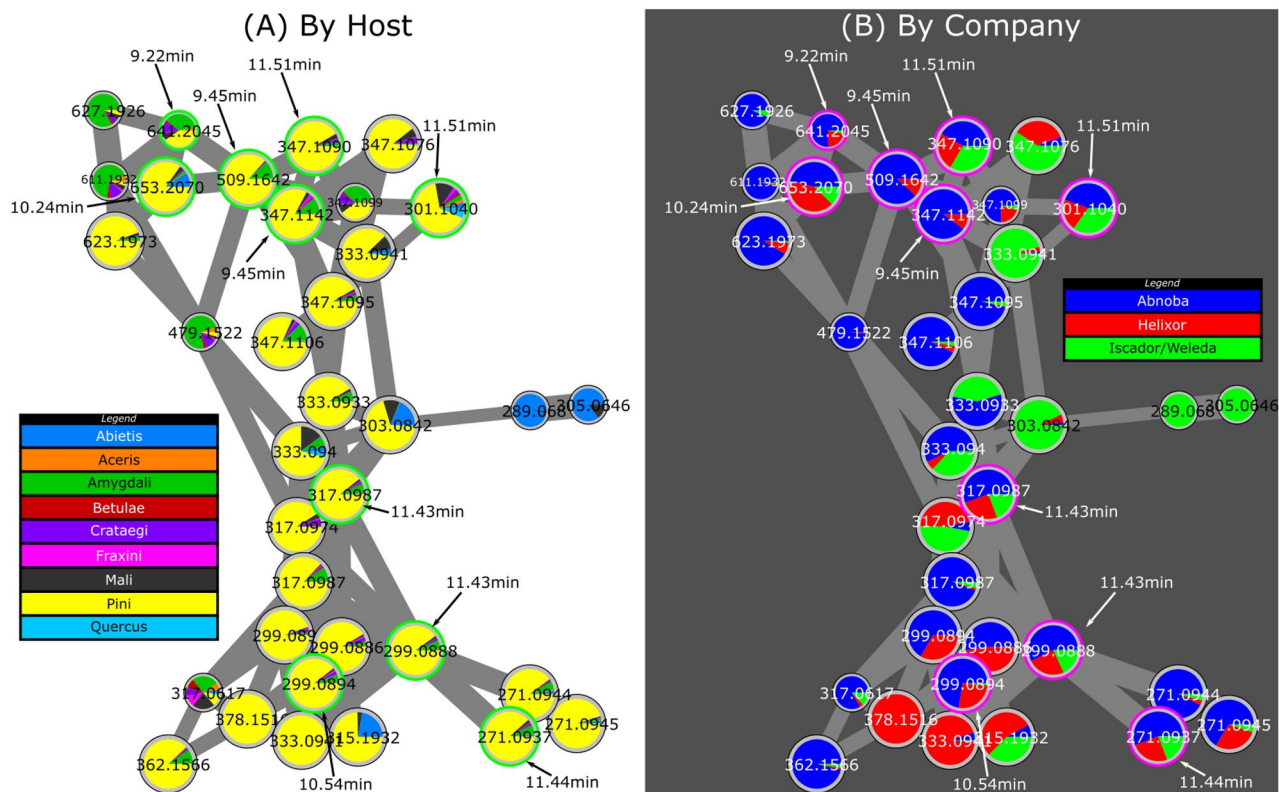 (A) By Host
9.22min
11.51min
9.45min
11.51min
627.1926
641.2045
347.1090
347.1076
611.1932
653.2070
509.1642
347.1099
301.1040
10.24min
347.1142
623.1973
333.0941
9.45min
347.1095
479.1522
347.1106
333.0933
289.068
305.0646
303.0842
333.094
317.0987
11.43min
317.0974
317.0987
11.43min
299.089
299.0886
299.0888
299.0894
317.0617
271.0944
378.1516
333.0941
315.1932
271.0937
271.0945
362.1566
10.54min
11.44min
Legend
Abietis
Aceris
Amygdali
Betulae
Crataegi
Fraxini
Mali
Pini
Quercus
(B) By Company
9.22min
11.51min
9.45min
11.51min
627.1926
641.2045
347.1090
347.1076
611.1932
653.2070
509.1642
347.1099
301.1040
10.24min
347.1142
623.1973
333.0941
9.45min
347.1095
479.1522
347.1106
333.0933
289.068
305.0646
303.0842
333.094
317.0987
11.43min
317.0974
317.0987
11.43min
299.0894
299.0886
299.0888
299.0894
317.0617
271.0944
378.1516
333.0941
315.1932
271.0937
271.0945
362.1566
10.54min
11.44min
Legend
Abnoba
Helixor
Iscador/Weleda